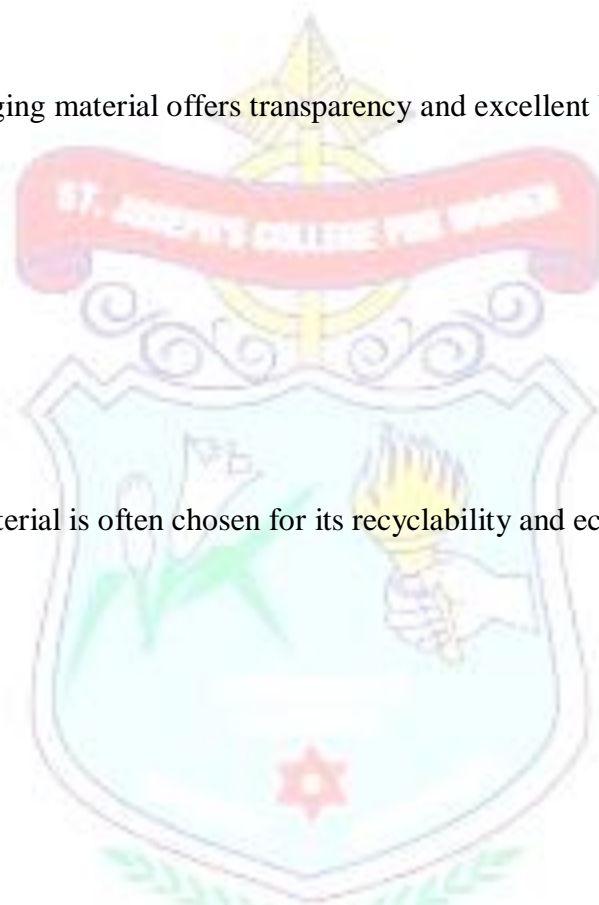 ging material offers transparency and excellent
ST. JOSEPH'S COLLEGE FOR WOMEN
terial is often chosen for its recyclability and ec